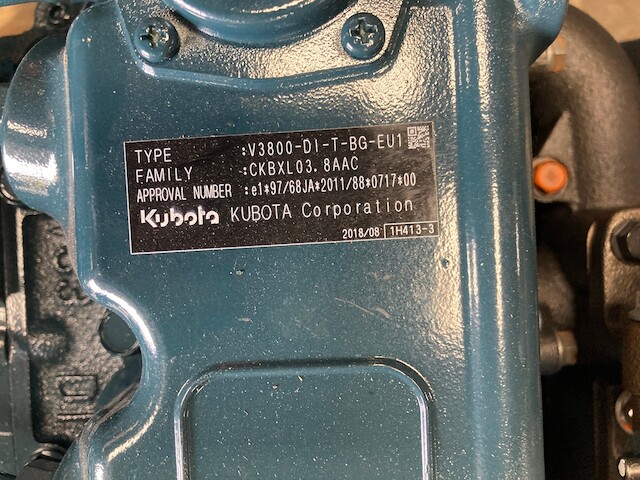 TYPE :V3800-DI-T-BG-EU1
FAMILY :CKBXL03.8AAC
APPROVAL NUMBER :e1*97/68JA*2011/88*0717*00
Kubota KUBOTA Corporation
2018/08 1H413-3